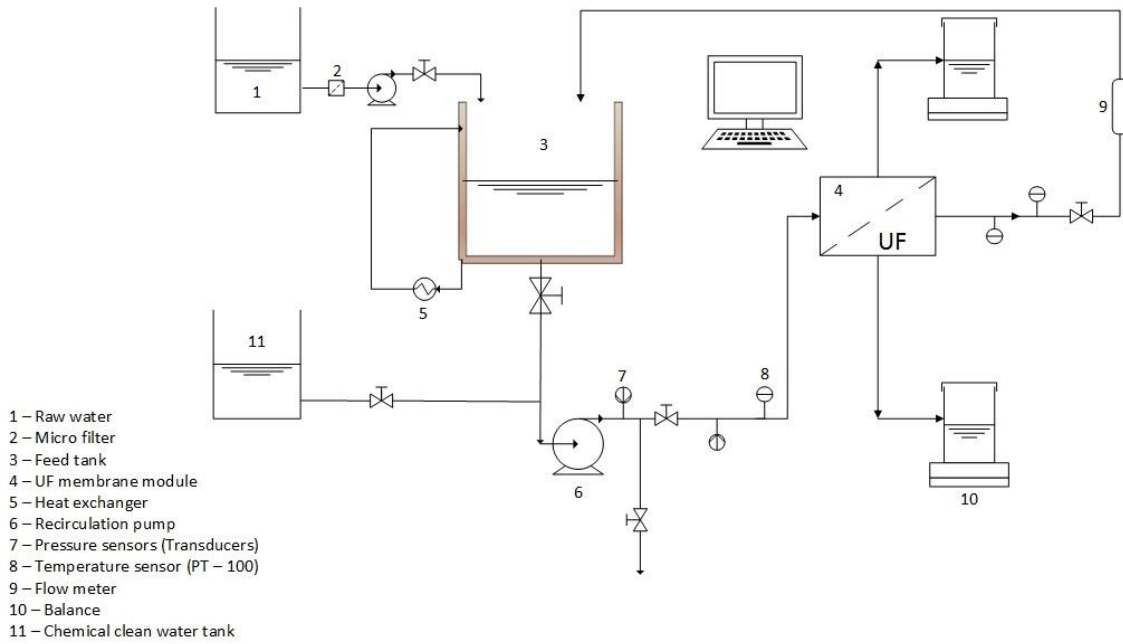 1
2
3
4
UF
5
6
7
8
9
10
11
1 – Raw water
2 – Micro filter
3 – Feed tank
4 – UF membrane module
5 – Heat exchanger
6 – Recirculation pump
7 – Pressure sensors (Transducers)
8 – Temperature sensor (PT – 100)
9 – Flow meter
10 – Balance
11 – Chemical clean water tank